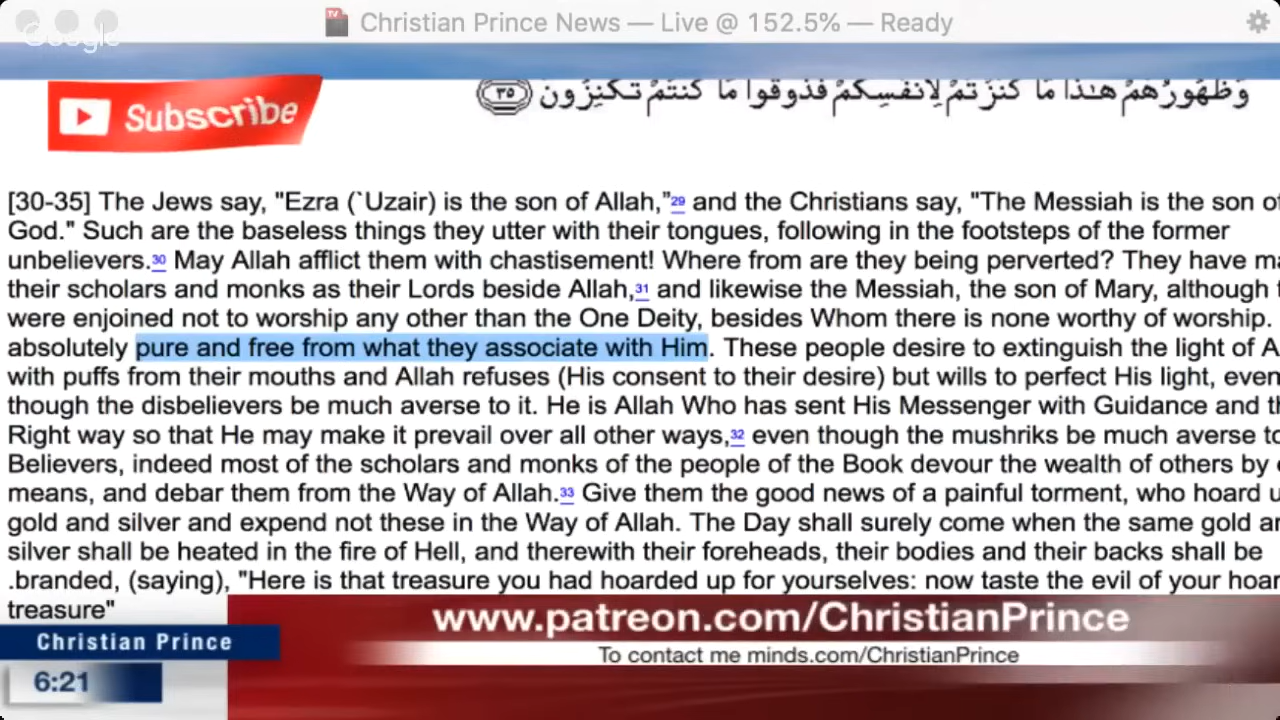 Christian Prince News — Live @ 152.5% — Ready
Google
TV
Subscribe
وَظُهُورُهُمْ هَٰذَا مَا كَنَزْتُمْ لِأَنفُسِكُمْ فَذُوقُوا مَا كُنتُمْ تَكْنِزُونَ ٣٥
[30-35] The Jews say, "Ezra (`Uzair) is the son of Allah,"29 and the Christians say, "The Messiah is the son of
God." Such are the baseless things they utter with their tongues, following in the footsteps of the former
unbelievers.30 May Allah afflict them with chastisement! Where from are they being perverted? They have ma
their scholars and monks as their Lords beside Allah,31 and likewise the Messiah, the son of Mary, although
were enjoined not to worship any other than the One Deity, besides Whom there is none worthy of worship.
absolutely pure and free from what they associate with Him. These people desire to extinguish the light of A
with puffs from their mouths and Allah refuses (His consent to their desire) but wills to perfect His light, even
though the disbelievers be much averse to it. He is Allah Who has sent His Messenger with Guidance and th
Right way so that He may make it prevail over all other ways,32 even though the mushriks be much averse to
Believers, indeed most of the scholars and monks of the people of the Book devour the wealth of others by
means, and debar them from the Way of Allah.33 Give them the good news of a painful torment, who hoard u
gold and silver and expend not these in the Way of Allah. The Day shall surely come when the same gold an
silver shall be heated in the fire of Hell, and therewith their foreheads, their bodies and their backs shall be
.branded, (saying), "Here is that treasure you had hoarded up for yourselves: now taste the evil of your hoar
treasure"
www.patreon.com/ChristianPrince
Christian Prince
To contact me minds.com/ChristianPrince
6:21